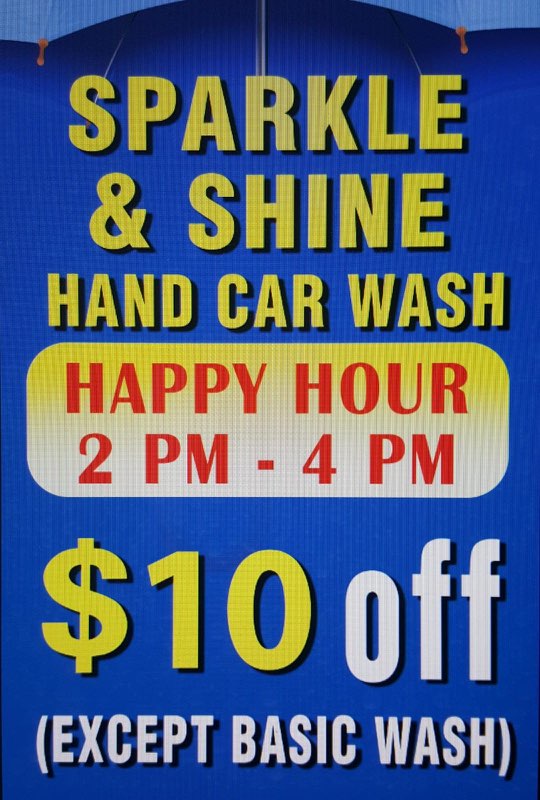 SPARKLE
& SHINE
HAND CAR WASH
HAPPY HOUR
2 PM - 4 PM
$10 off
(EXCEPT BASIC WASH)